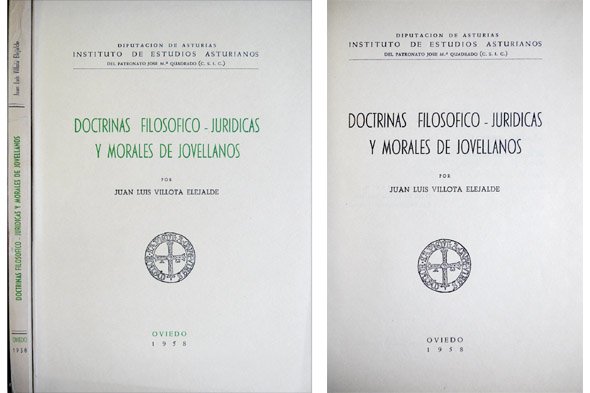 Juan Luis Villota Elejalde
DOCTRINAS FILOSOFICO - JURIDICAS Y MORALES DE JOVELLANOS
OVIEDO
1958
DIPUTACION DE ASTURIAS
INSTITUTO DE ESTUDIOS ASTURIANOS
DEL PATRONATO JOSE M.ª QUADRADO (C. S. I. C.)
DOCTRINAS FILOSOFICO - JURIDICAS
Y MORALES DE JOVELLANOS
POR
JUAN LUIS VILLOTA ELEJALDE
OVIEDO
1958
DIPUTACION DE ASTURIAS
INSTITUTO DE ESTUDIOS ASTURIANOS
DEL PATRONATO JOSE M.ª QUADRADO (C. S. I. C.)
DOCTRINAS FILOSOFICO - JURIDICAS
Y MORALES DE JOVELLANOS
POR
JUAN LUIS VILLOTA ELEJALDE
OVIEDO
1958